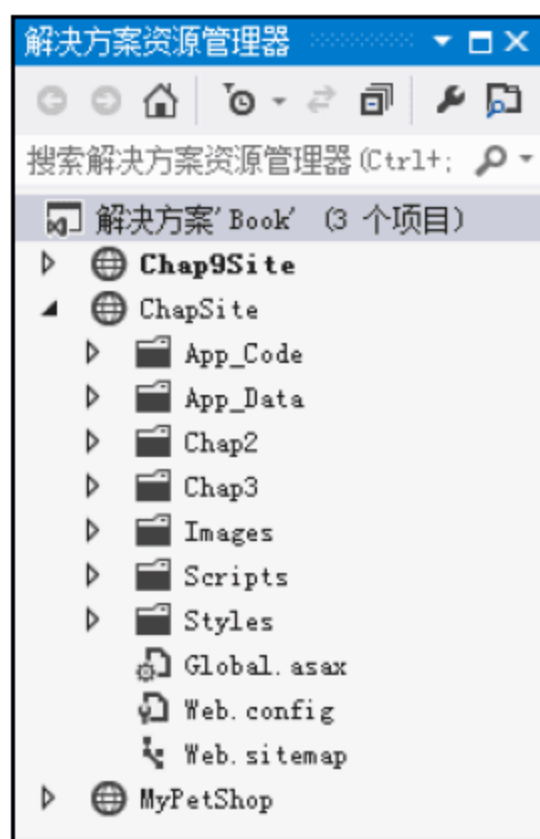 解决方案资源管理器
搜索解决方案资源管理器(Ctrl+;
解决方案'Book' (3 个项目)
Chap9Site
ChapSite
App_Code
App_Data
Chap2
Chap3
Images
Scripts
Styles
Global.asax
Web.config
Web.sitemap
MyPetShop